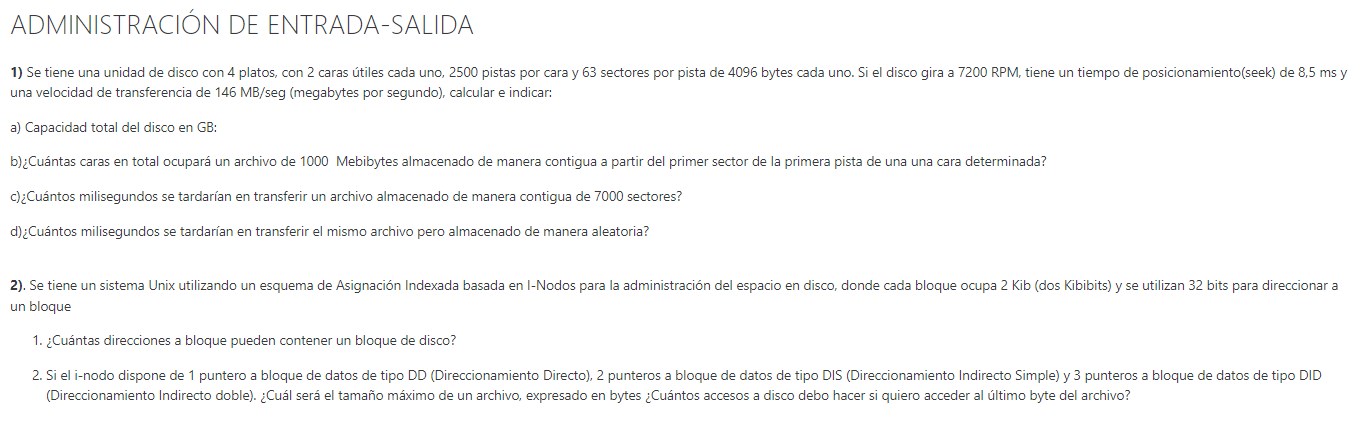 ADMINISTRACIÓN DE ENTRADA-SALIDA
1) Se tiene una unidad de disco con 4 platos, con 2 caras útiles cada uno, 2500 pistas por cara y 63 sectores por pista de 4096 bytes cada uno. Si el disco gira a 7200 RPM, tiene un tiempo de posicionamiento(seek) de 8,5 ms y
una velocidad de transferencia de 146 MB/seg (megabytes por segundo), calcular e indicar:
a) Capacidad total del disco en GB:
b)¿Cuántas caras en total ocupará un archivo de 1000 Mebibytes almacenado de manera contigua a partir del primer sector de la primera pista de una una cara determinada?
c)¿Cuántos milisegundos se tardarían en transferir un archivo almacenado de manera contigua de 7000 sectores?
d)¿Cuántos milisegundos se tardarían en transferir el mismo archivo pero almacenado de manera aleatoria?
2). Se tiene un sistema Unix utilizando un esquema de Asignación Indexada basada en I-Nodos para la administración del espacio en disco, donde cada bloque ocupa 2 Kib (dos Kibibits) y se utilizan 32 bits para direccionar a
un bloque
1. ¿Cuántas direcciones a bloque pueden contener un bloque de disco?
2. Si el i-nodo dispone de 1 puntero a bloque de datos de tipo DD (Direccionamiento Directo), 2 punteros a bloque de datos de tipo DIS (Direccionamiento Indirecto Simple) y 3 punteros a bloque de datos de tipo DID
(Direccionamiento Indirecto doble). ¿Cuál será el tamaño máximo de un archivo, expresado en bytes ¿Cuántos accesos a disco debo hacer si quiero acceder al último byte del archivo?